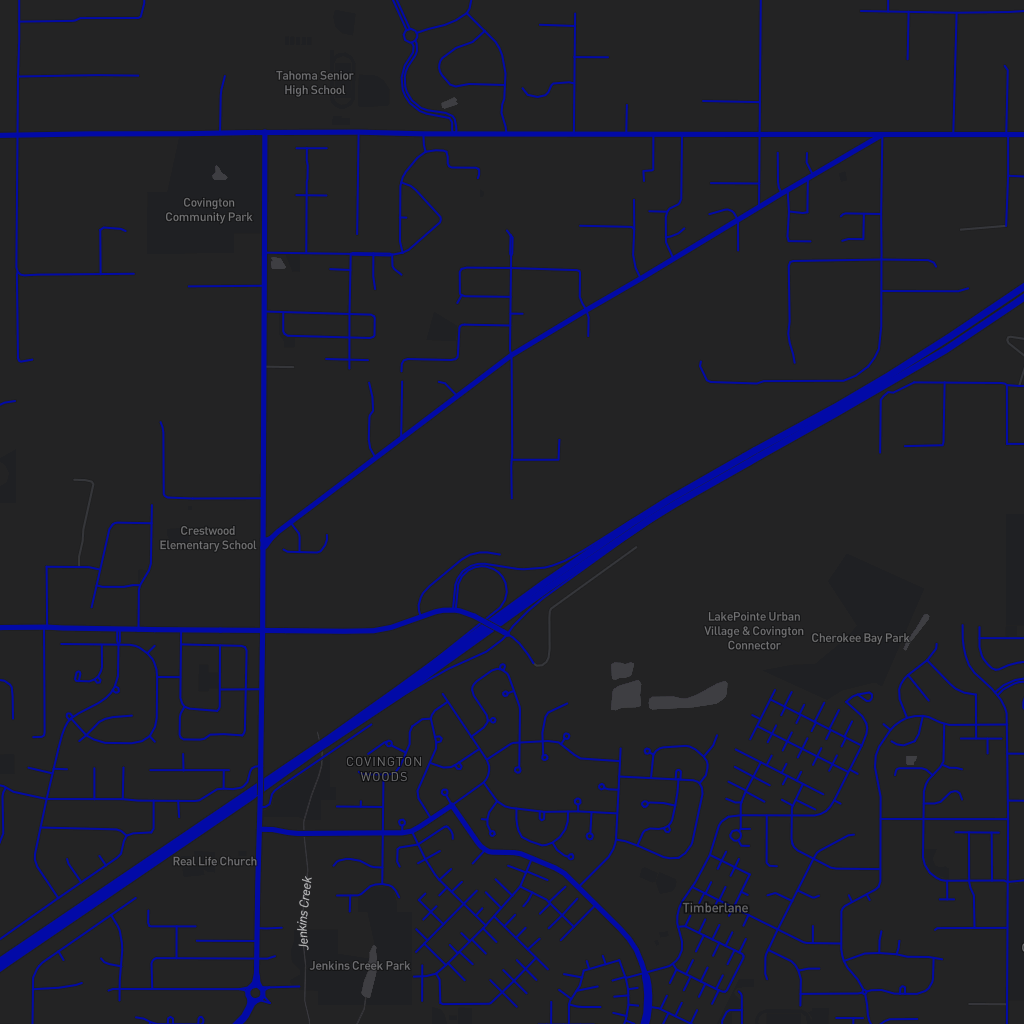 Tahoma Senior
High School
Covington
Community Park
Crestwood
Elementary School
LakePointe Urban
Village & Covington
Connector
Cherokee Bay Park
COVINGTON
WOODS
Real Life Church
Jenkins Creek
Timberlane
Jenkins Creek Park